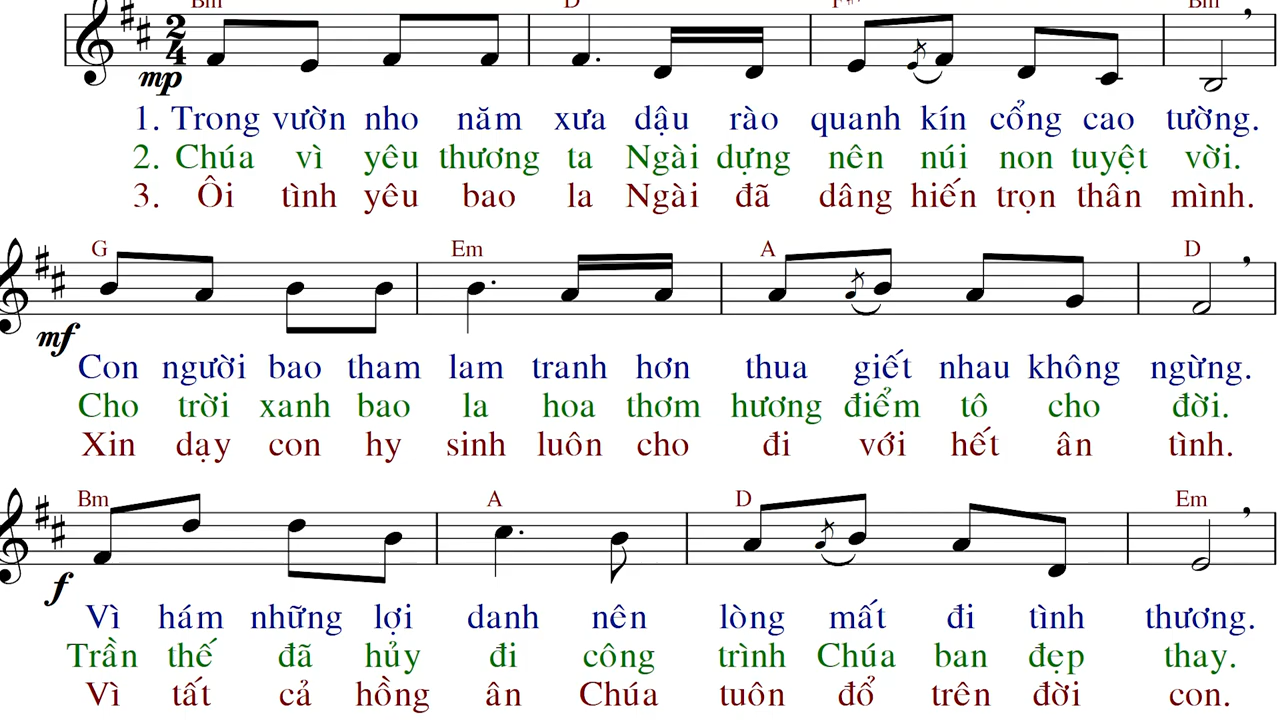 Bm D F# Bm
2
4
mp
1. Trong vườn nho năm xưa dậu rào quanh kín cổng cao tường.
2. Chúa vì yêu thương ta Ngài dựng nên núi non tuyệt vời.
3. Ôi tình yêu bao la Ngài đã dâng hiến trọn thân mình.
G Em A D
mf
Con người bao tham lam tranh hơn thua giết nhau không ngừng.
Cho trời xanh bao la hoa thơm hương điểm tô cho đời.
Xin dạy con hy sinh luôn cho đi với hết ân tình.
Bm A D Em
f
Vì hám những lợi danh nên lòng mất đi tình thương.
Trần thế đã hủy đi công trình Chúa ban đẹp thay.
Vì tất cả hồng ân Chúa tuôn đổ trên đời con.